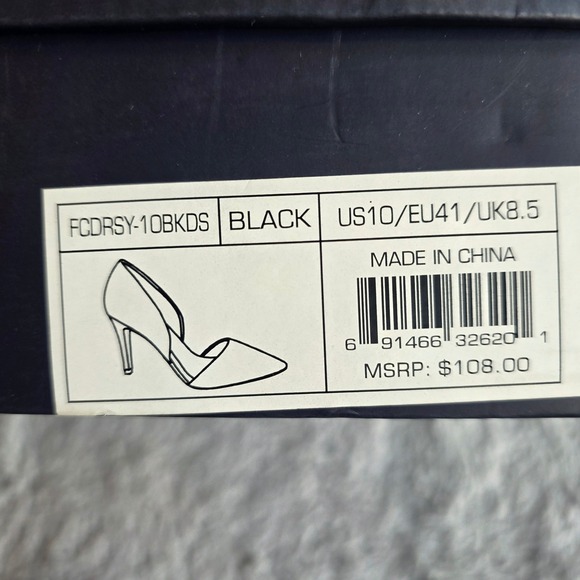 FCDRSY-10BKDS
BLACK
US10/EU41/UK8.5
MADE IN CHINA
6 91466 32620 1
MSRP: $108.00